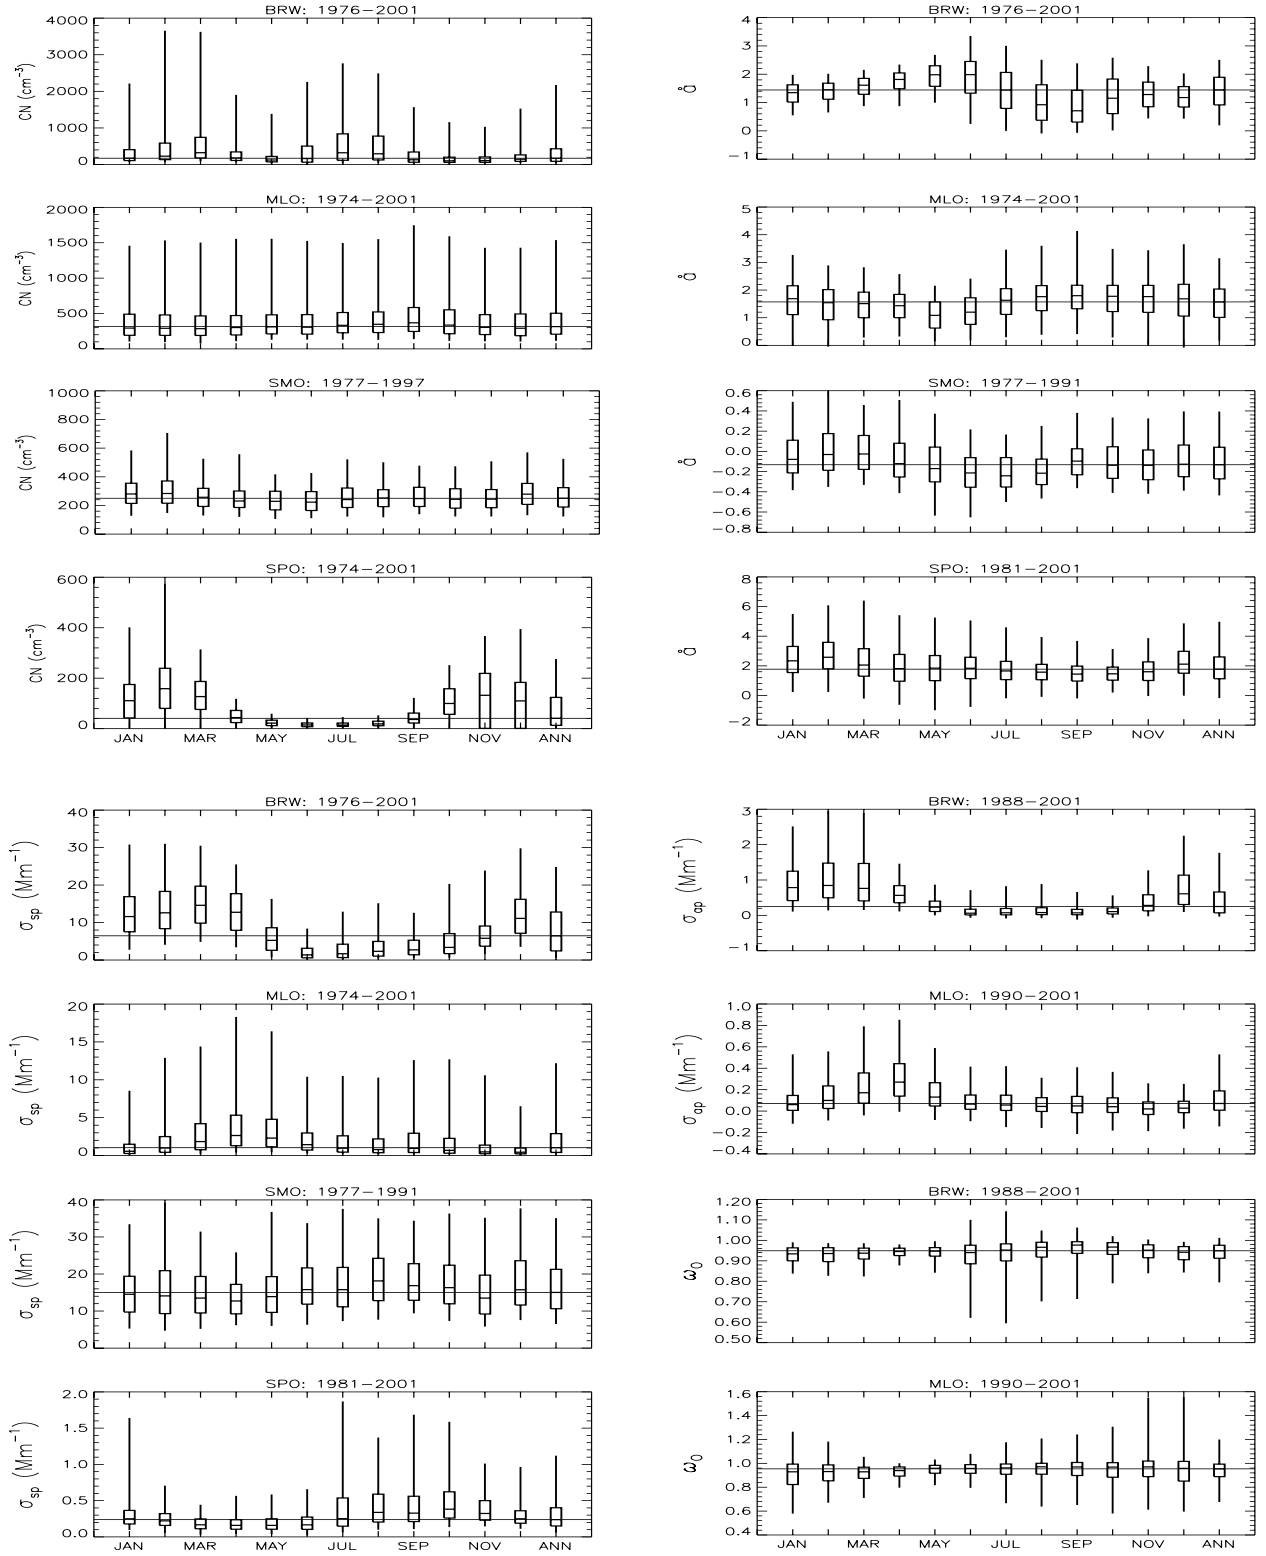 BRW: 1976–2001
4000
3000
2000
1000
0
CN (cm⁻³)
MLO: 1974–2001
2000
1500
1000
500
0
CN (cm⁻³)
SMO: 1977–1997
1000
800
600
400
200
0
CN (cm⁻³)
SPO: 1974–2001
600
400
200
0
CN (cm⁻³)
JAN MAR MAY JUL SEP NOV ANN
BRW: 1976–2001
4
3
2
1
0
−1
å
MLO: 1974–2001
5
4
3
2
1
0
å
SMO: 1977–1991
0.6
0.4
0.2
0.0
−0.2
−0.4
−0.6
−0.8
å
SPO: 1981–2001
8
6
4
2
0
−2
å
JAN MAR MAY JUL SEP NOV ANN
BRW: 1976–2001
40
30
20
10
0
σsp (Mm⁻¹)
MLO: 1974–2001
20
15
10
5
0
σsp (Mm⁻¹)
SMO: 1977–1991
40
30
20
10
0
σsp (Mm⁻¹)
SPO: 1981–2001
2.0
1.5
1.0
0.5
0.0
σsp (Mm⁻¹)
JAN MAR MAY JUL SEP NOV ANN
BRW: 1988–2001
3
2
1
0
−1
σap (Mm⁻¹)
MLO: 1990–2001
1.0
0.8
0.6
0.4
0.2
0.0
−0.2
−0.4
σap (Mm⁻¹)
BRW: 1988–2001
1.20
1.10
1.00
0.90
0.80
0.70
0.60
0.50
ω0
MLO: 1990–2001
1.6
1.4
1.2
1.0
0.8
0.6
0.4
ω0
JAN MAR MAY JUL SEP NOV ANN